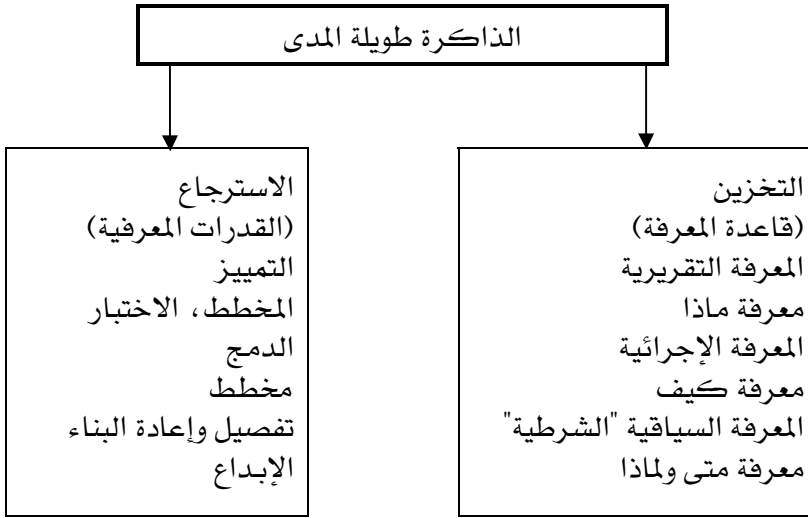 الذاكرة طويلة المدى
التخزين
(قاعدة المعرفة)
المعرفة التقريرية
معرفة ماذا
المعرفة الإجرائية
معرفة كيف
المعرفة السياقية "الشرطية"
معرفة متى ولماذا
الاسترجاع
(القدرات المعرفية)
التمييز
المخطط، الاختبار
الدمج
مخطط
تفصيل وإعادة البناء
الإبداع